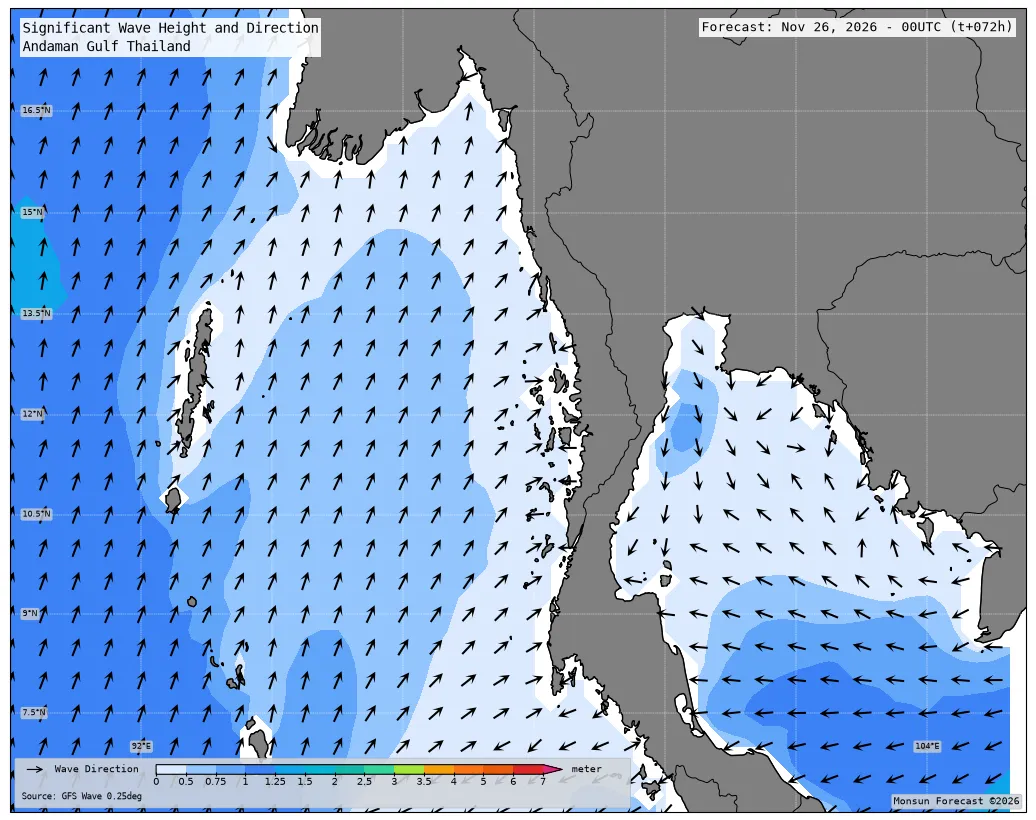 Significant Wave Height and Direction
Andaman Gulf Thailand
Forecast: Nov 26, 2026 - 00UTC (t+072h)
16.5°N
15°N
13.5°N
12°N
10.5°N
9°N
7.5°N
92°E
104°E
Wave Direction
0 0.5 0.75 1 1.25 1.5 2 2.5 3 3.5 4 5 6 7 meter
Source: GFS Wave 0.25deg
Monsun Forecast ©2026